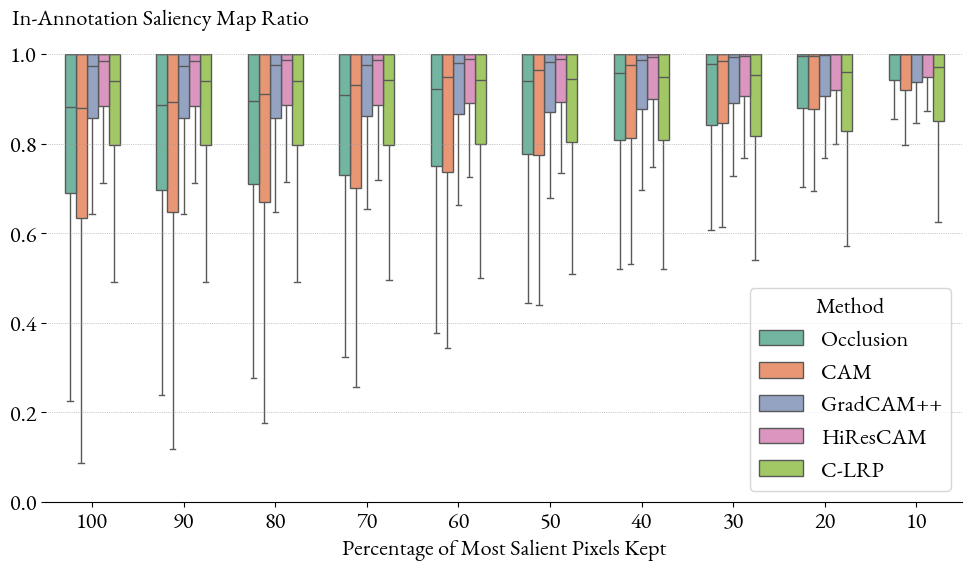 In-Annotation Saliency Map Ratio
1.0
0.8
0.6
0.4
0.2
0.0
100 90 80 70 60 50 40 30 20 10
Percentage of Most Salient Pixels Kept
Method
Occlusion
CAM
GradCAM++
HiResCAM
C-LRP